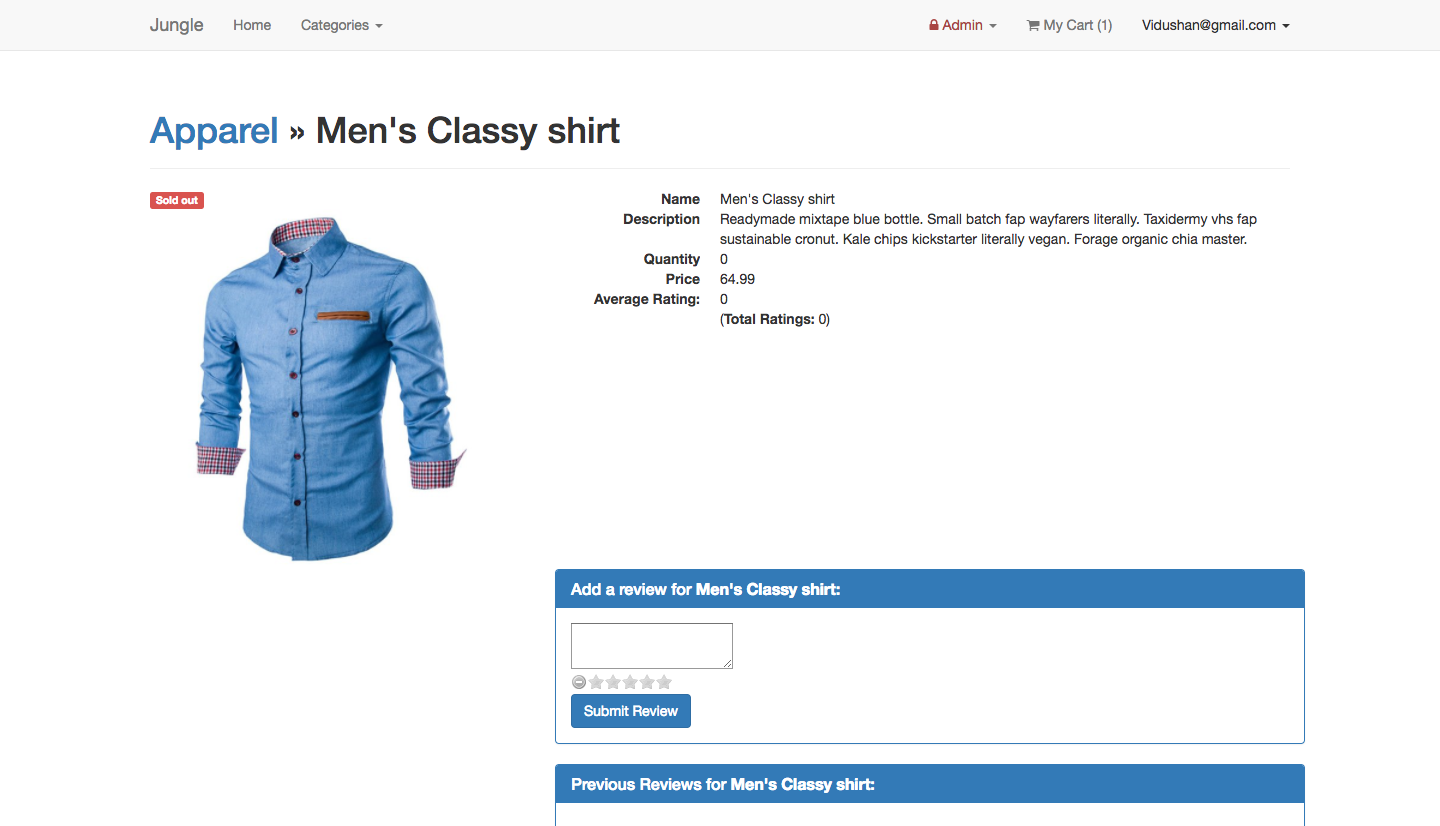 Jungle Home Categories Admin My Cart (1) Vidushan@gmail.com
Apparel » Men's Classy shirt
Sold out
Name Men's Classy shirt
Description Readymade mixtape blue bottle. Small batch fap wayfarers literally. Taxidermy vhs fap
sustainable cronut. Kale chips kickstarter literally vegan. Forage organic chia master.
Quantity 0
Price 64.99
Average Rating: 0
(Total Ratings: 0)
Add a review for Men's Classy shirt:
Submit Review
Previous Reviews for Men's Classy shirt: